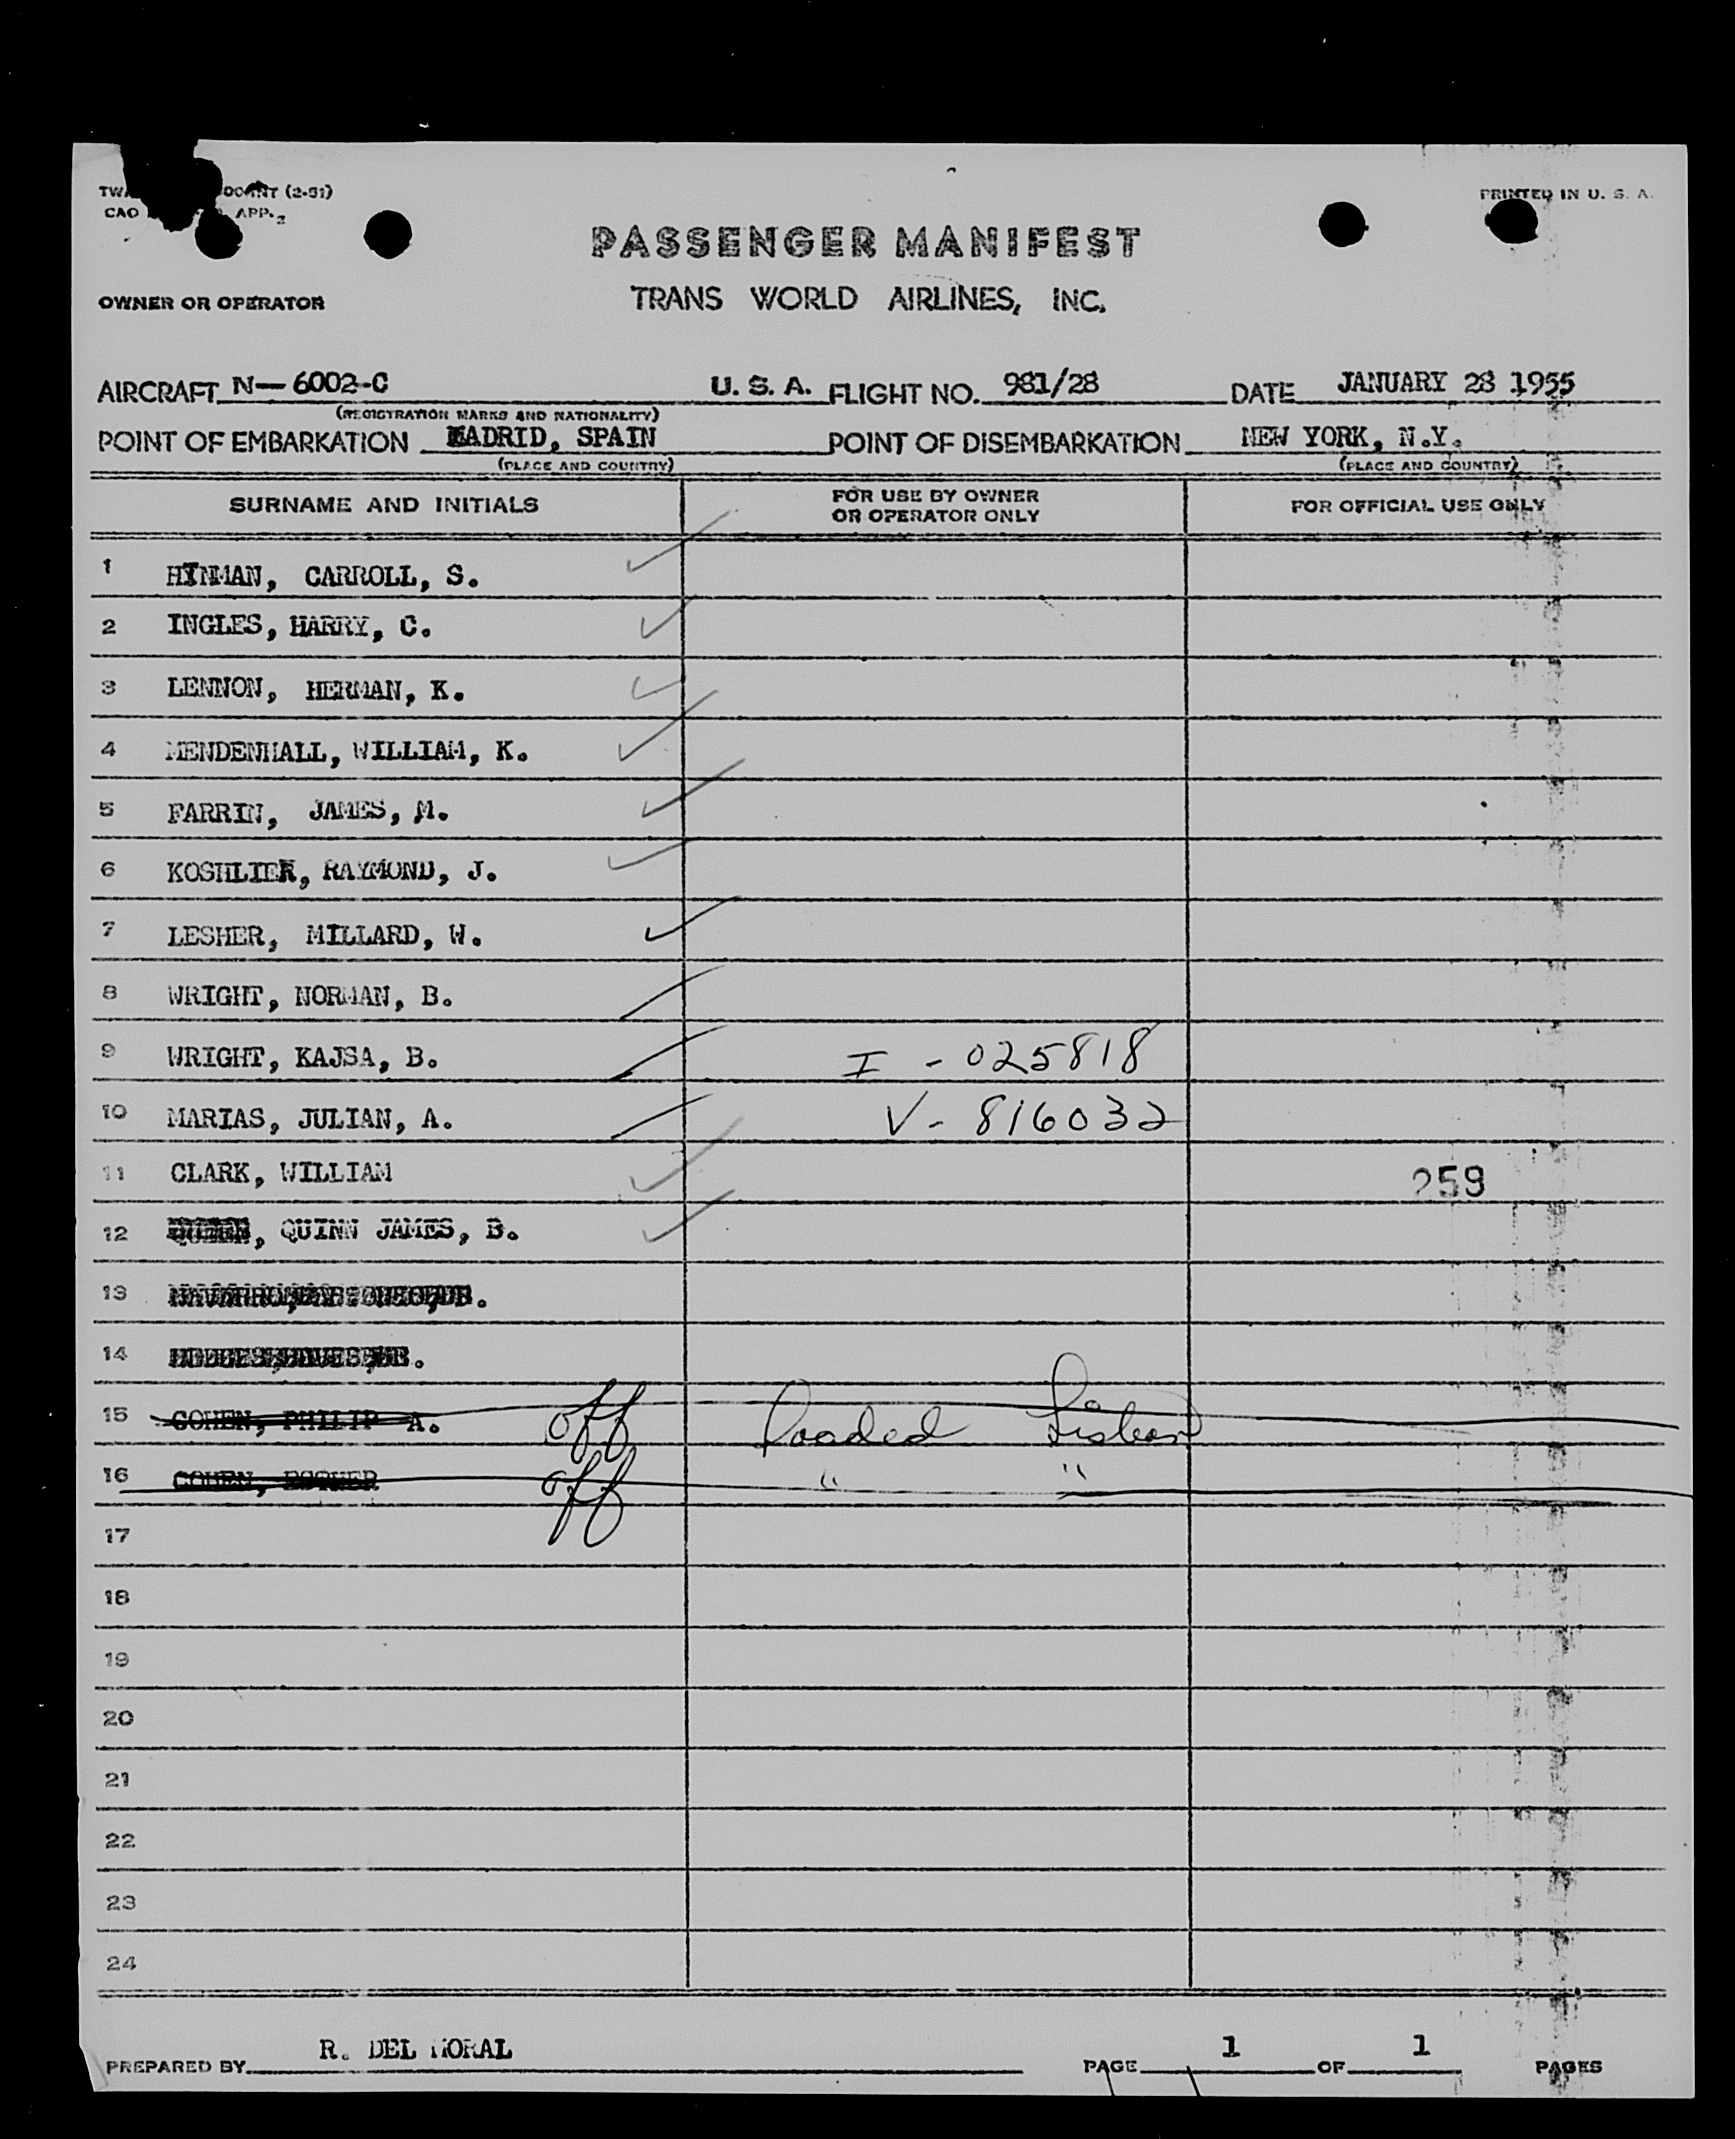 PRINTED IN U. S. A.
(2-51)
CAO APP.
PASSENGER MANIFEST
OWNER OR OPERATOR
TRANS WORLD AIRLINES, INC.
AIRCRAFT N-6002-C U. S. A. FLIGHT NO. 981/28 DATE JANUARY 28 1955
(REGISTRATION MARKS AND NATIONALITY)
POINT OF EMBARKATION MADRID, SPAIN POINT OF DISEMBARKATION NEW YORK, N.Y.
(PLACE AND COUNTRY) (PLACE AND COUNTRY)
SURNAME AND INITIALS FOR USE BY OWNER OR OPERATOR ONLY FOR OFFICIAL USE ONLY
1 HYNMAN, CARROLL, S.
2 INGLES, HARRY, C.
3 LENNON, HERMAN, K.
4 MENDENHALL, WILLIAM, K.
5 FARRIN, JAMES, M.
6 KOSHLIER, RAYMOND, J.
7 LESHER, MILLARD, W.
8 WRIGHT, NORMAN, B.
9 WRIGHT, KAJSA, B. I - 025818
10 MARIAS, JULIAN, A. V - 816032
11 CLARK, WILLIAM 259
12 , QUINN JAMES, B.
13
14
15 COHEN, PHILIP A. off loaded Lisbon
16 COHEN, off " "
17
18
19
20
21
22
23
24
PREPARED BY R. DEL MORAL PAGE 1 OF 1 PAGES